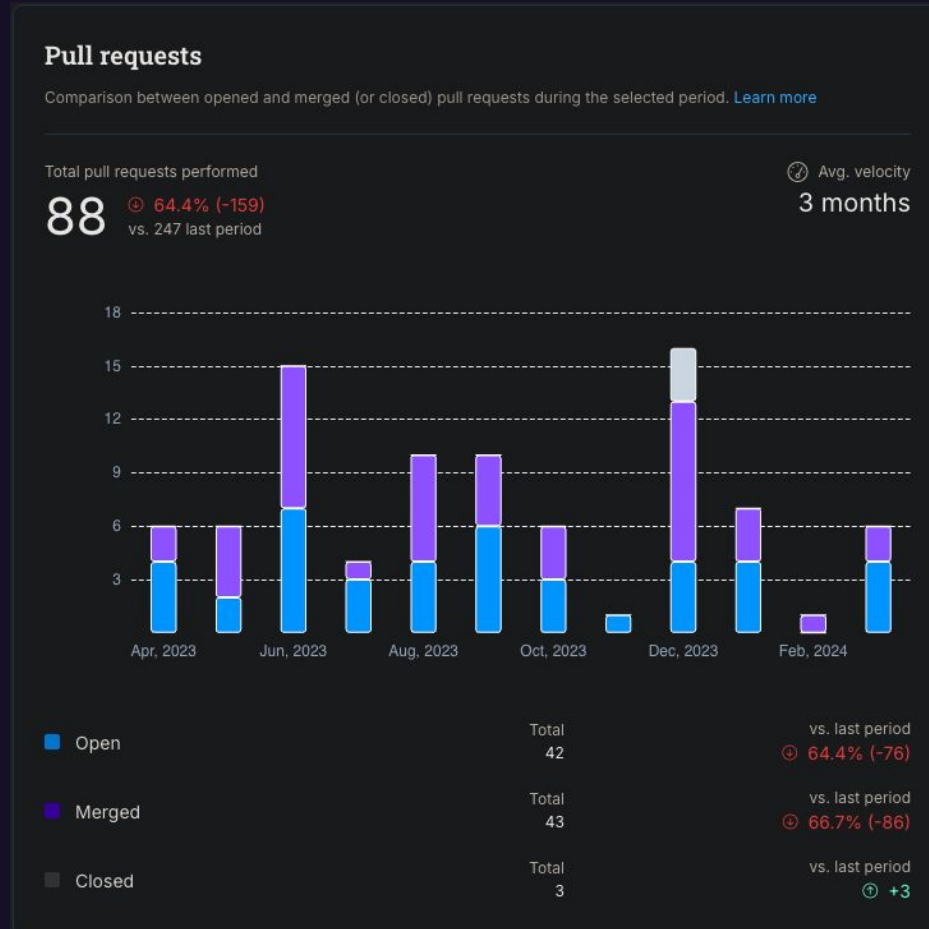 Pull requests
Comparison between opened and merged (or closed) pull requests during the selected period. Learn more
Total pull requests performed
88
64.4% (-159)
vs. 247 last period
Avg. velocity
3 months
18
15
12
9
6
3
Apr, 2023 Jun, 2023 Aug, 2023 Oct, 2023 Dec, 2023 Feb, 2024
Open
Total
42
vs. last period
64.4% (-76)
Merged
Total
43
vs. last period
66.7% (-86)
Closed
Total
3
vs. last period
+3